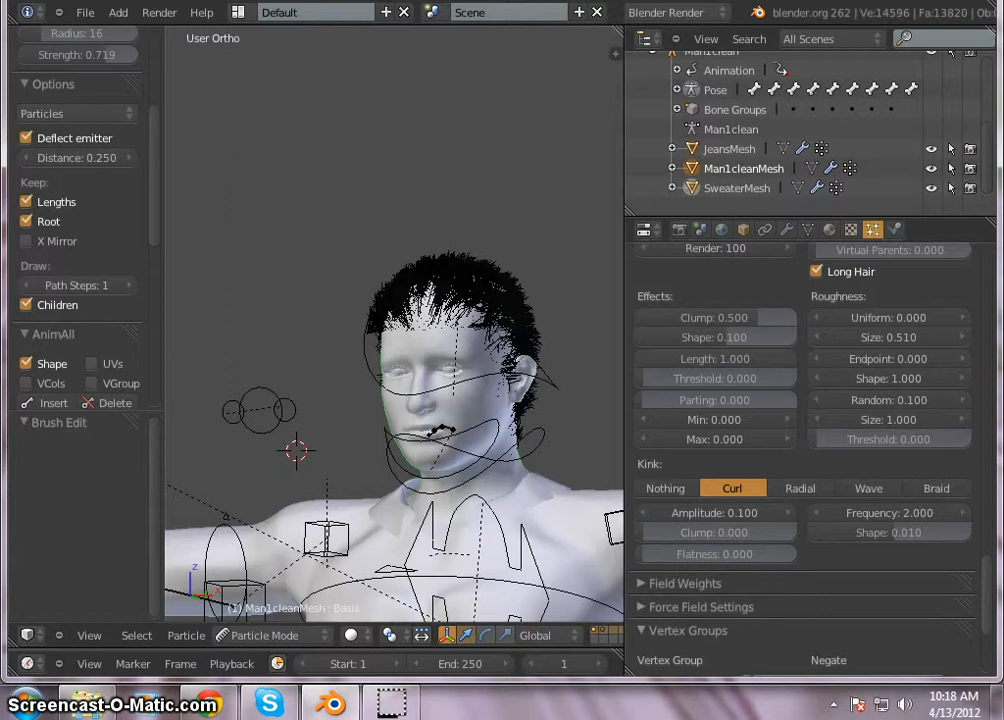 File Add Render Help Default Scene Blender Render blender.org 262 | Ve:14596 | Fa:13820 | Ob:
Radius: 16
Strength: 0.719
Options
Particles
Deflect emitter
Distance: 0.250
Keep:
Lengths
Root
X Mirror
Draw:
Path Steps: 1
Children
AnimAll
Shape UVs
VCols VGroup
Insert Delete
Brush Edit
User Ortho
z
x
(1) Man1cleanMesh : Basis
View Select Particle Particle Mode Global
View Marker Frame Playback Start: 1 End: 250 1
View Search All Scenes
Man1clean
Animation
Pose
Bone Groups
Man1clean
JeansMesh
Man1cleanMesh
SweaterMesh
Render: 100 Virtual Parents: 0.000
Long Hair
Effects: Roughness:
Clump: 0.500 Uniform: 0.000
Shape: 0.100 Size: 0.510
Length: 1.000 Endpoint: 0.000
Threshold: 0.000 Shape: 1.000
Parting: 0.000 Random: 0.100
Min: 0.000 Size: 1.000
Max: 0.000 Threshold: 0.000
Kink:
Nothing Curl Radial Wave Braid
Amplitude: 0.100 Frequency: 2.000
Clump: 0.000 Shape: 0.010
Flatness: 0.000
Field Weights
Force Field Settings
Vertex Groups
Vertex Group Negate
Screencast-O-Matic.com
10:18 AM
4/13/2012